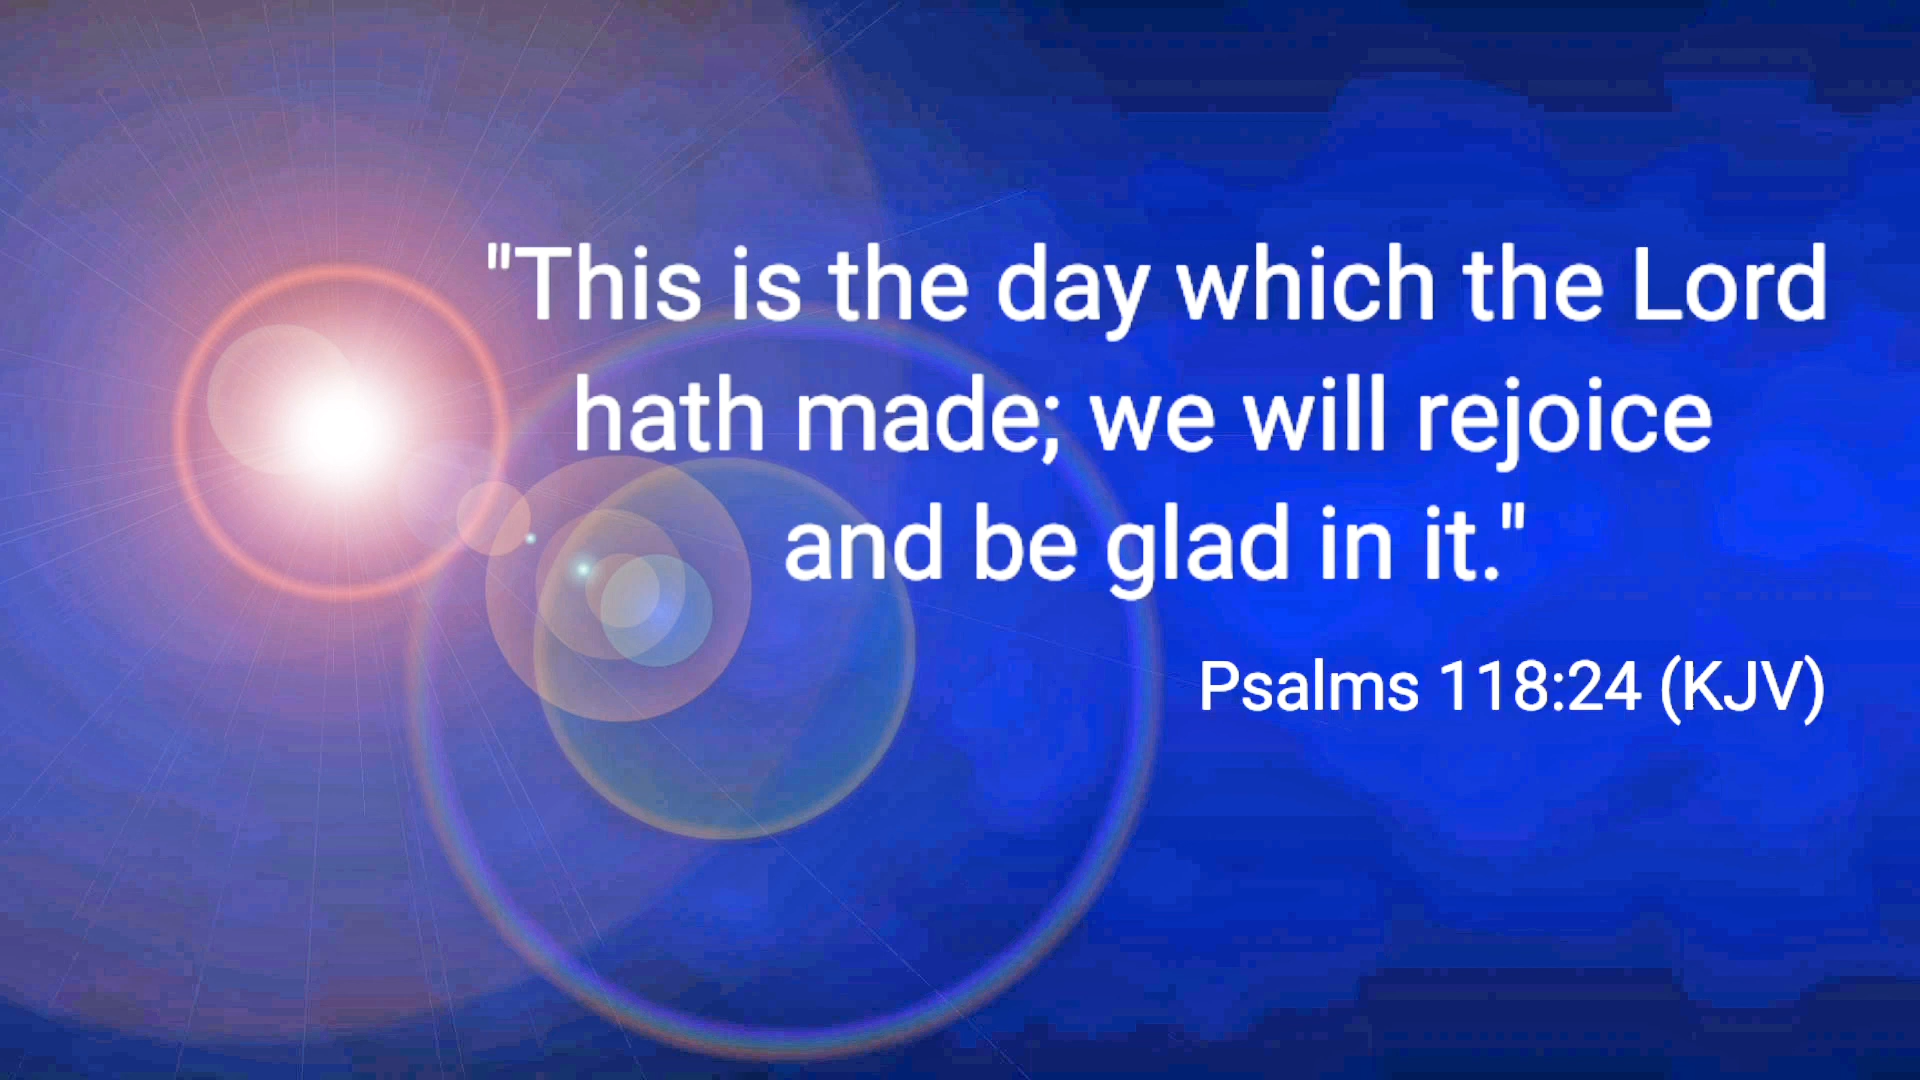 "This is the day which the Lord
hath made; we will rejoice
and be glad in it."
Psalms 118:24 (KJV)